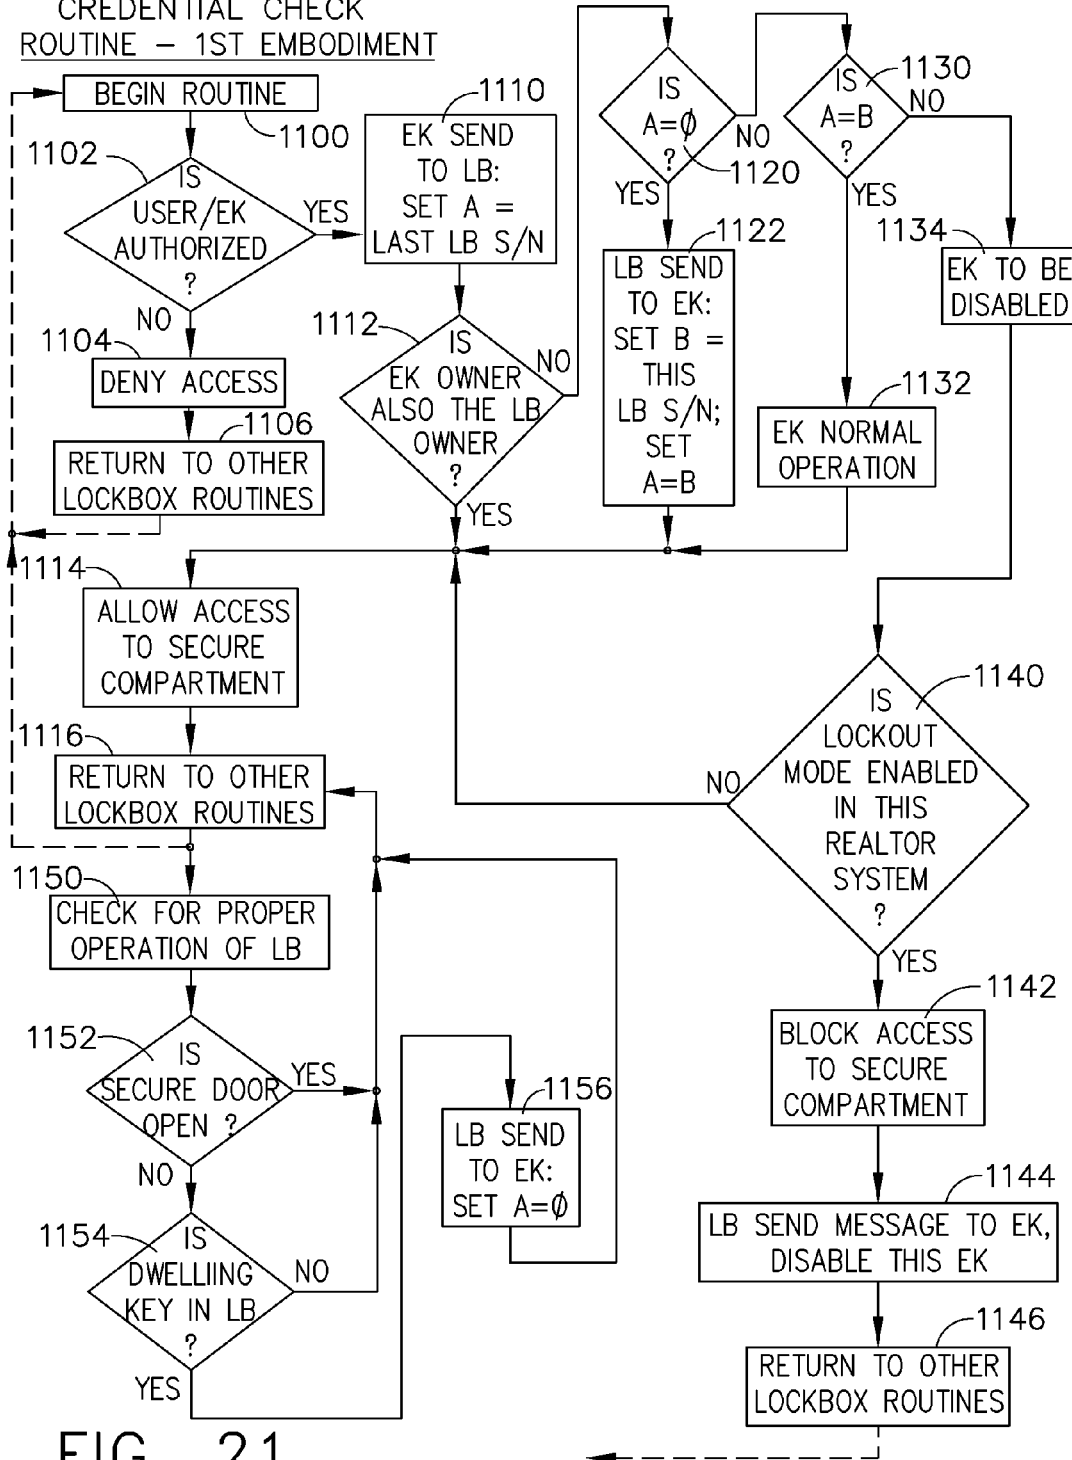 CREDENTIAL CHECK
ROUTINE – 1ST EMBODIMENT
BEGIN ROUTINE
1100
1102
IS
USER/EK
AUTHORIZED
?
YES
NO
1104
DENY ACCESS
1106
RETURN TO OTHER
LOCKBOX ROUTINES
1110
EK SEND
TO LB:
SET A =
LAST LB S/N
1112
IS
EK OWNER
ALSO THE LB
OWNER
?
NO
YES
1114
ALLOW ACCESS
TO SECURE
COMPARTMENT
1116
RETURN TO OTHER
LOCKBOX ROUTINES
IS
A=∅
?
1120
NO
YES
1122
LB SEND
TO EK:
SET B =
THIS
LB S/N;
SET
A=B
1130
IS
A=B
?
NO
YES
1132
EK NORMAL
OPERATION
1134
EK TO BE
DISABLED
1140
IS
LOCKOUT
MODE ENABLED
IN THIS
REALTOR
SYSTEM
?
NO
YES
1142
BLOCK ACCESS
TO SECURE
COMPARTMENT
1144
LB SEND MESSAGE TO EK,
DISABLE THIS EK
1146
RETURN TO OTHER
LOCKBOX ROUTINES
1150
CHECK FOR PROPER
OPERATION OF LB
1152
IS
SECURE DOOR
OPEN ?
YES
NO
1154
IS
DWELLIING
KEY IN LB
?
NO
YES
1156
LB SEND
TO EK:
SET A=∅
FIG. 21